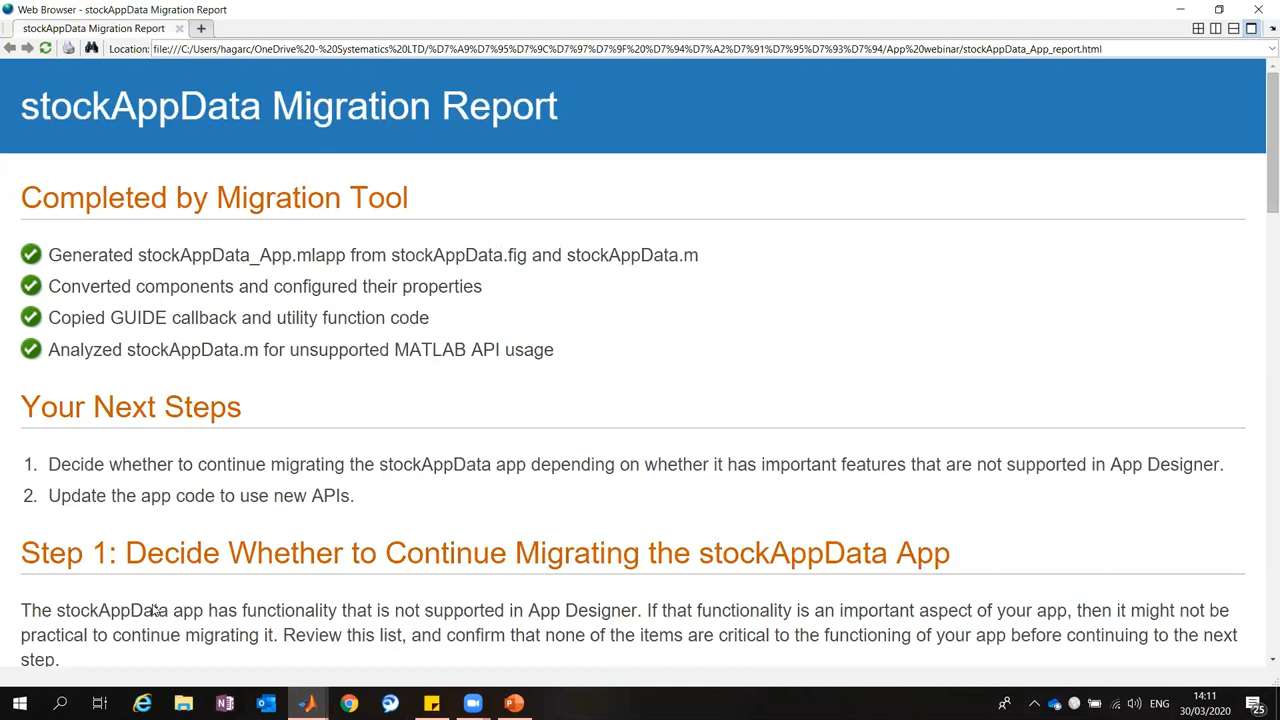 Web Browser - stockAppData Migration Report
stockAppData Migration Report
Location: file:///C:/Users/hagarc/OneDrive%20-%20Systematics%20LTD/%D7%A9%D7%95%D7%9C%D7%97%D7%9F%20%D7%94%D7%A2%D7%91%D7%95%D7%93%D7%94/App%20webinar/stockAppData_App_report.html
stockAppData Migration Report
Completed by Migration Tool
Generated stockAppData_App.mlapp from stockAppData.fig and stockAppData.m
Converted components and configured their properties
Copied GUIDE callback and utility function code
Analyzed stockAppData.m for unsupported MATLAB API usage
Your Next Steps
1. Decide whether to continue migrating the stockAppData app depending on whether it has important features that are not supported in App Designer.
2. Update the app code to use new APIs.
Step 1: Decide Whether to Continue Migrating the stockAppData App
The stockAppData app has functionality that is not supported in App Designer. If that functionality is an important aspect of your app, then it might not be
practical to continue migrating it. Review this list, and confirm that none of the items are critical to the functioning of your app before continuing to the next
step.
ENG
14:11
30/03/2020
25